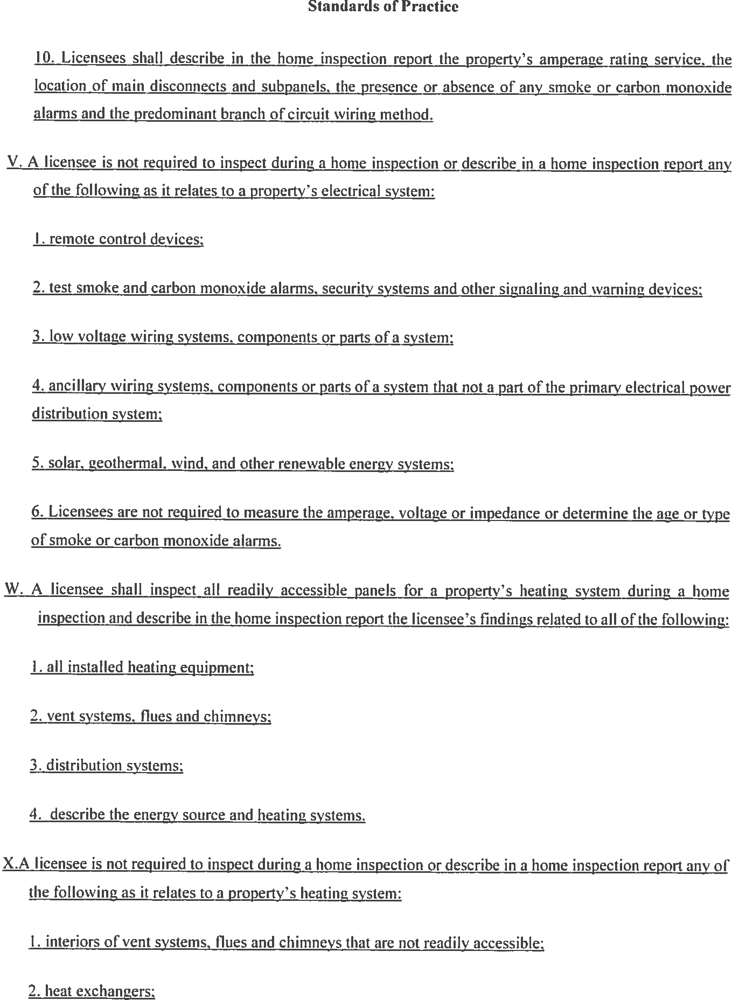 Standards of Practice
10. Licensees shall describe in the home inspection report the property's amperage rating service, the
location of main disconnects and subpanels, the presence or absence of any smoke or carbon monoxide
alarms and the predominant branch of circuit wiring method.
V. A licensee is not required to inspect during a home inspection or describe in a home inspection report any
of the following as it relates to a property's electrical system:
1. remote control devices;
2. test smoke and carbon monoxide alarms, security systems and other signaling and warning devices;
3. low voltage wiring systems, components or parts of a system;
4. ancillary wiring systems, components or parts of a system that not a part of the primary electrical power
distribution system;
5. solar, geothermal, wind, and other renewable energy systems;
6. Licensees are not required to measure the amperage, voltage or impedance or determine the age or type
of smoke or carbon monoxide alarms.
W. A licensee shall inspect all readily accessible panels for a property's heating system during a home
inspection and describe in the home inspection report the licensee's findings related to all of the following:
1. all installed heating equipment;
2. vent systems, flues and chimneys;
3. distribution systems;
4. describe the energy source and heating systems.
X.A licensee is not required to inspect during a home inspection or describe in a home inspection report any of
the following as it relates to a property's heating system:
1. interiors of vent systems, flues and chimneys that are not readily accessible;
2. heat exchangers;